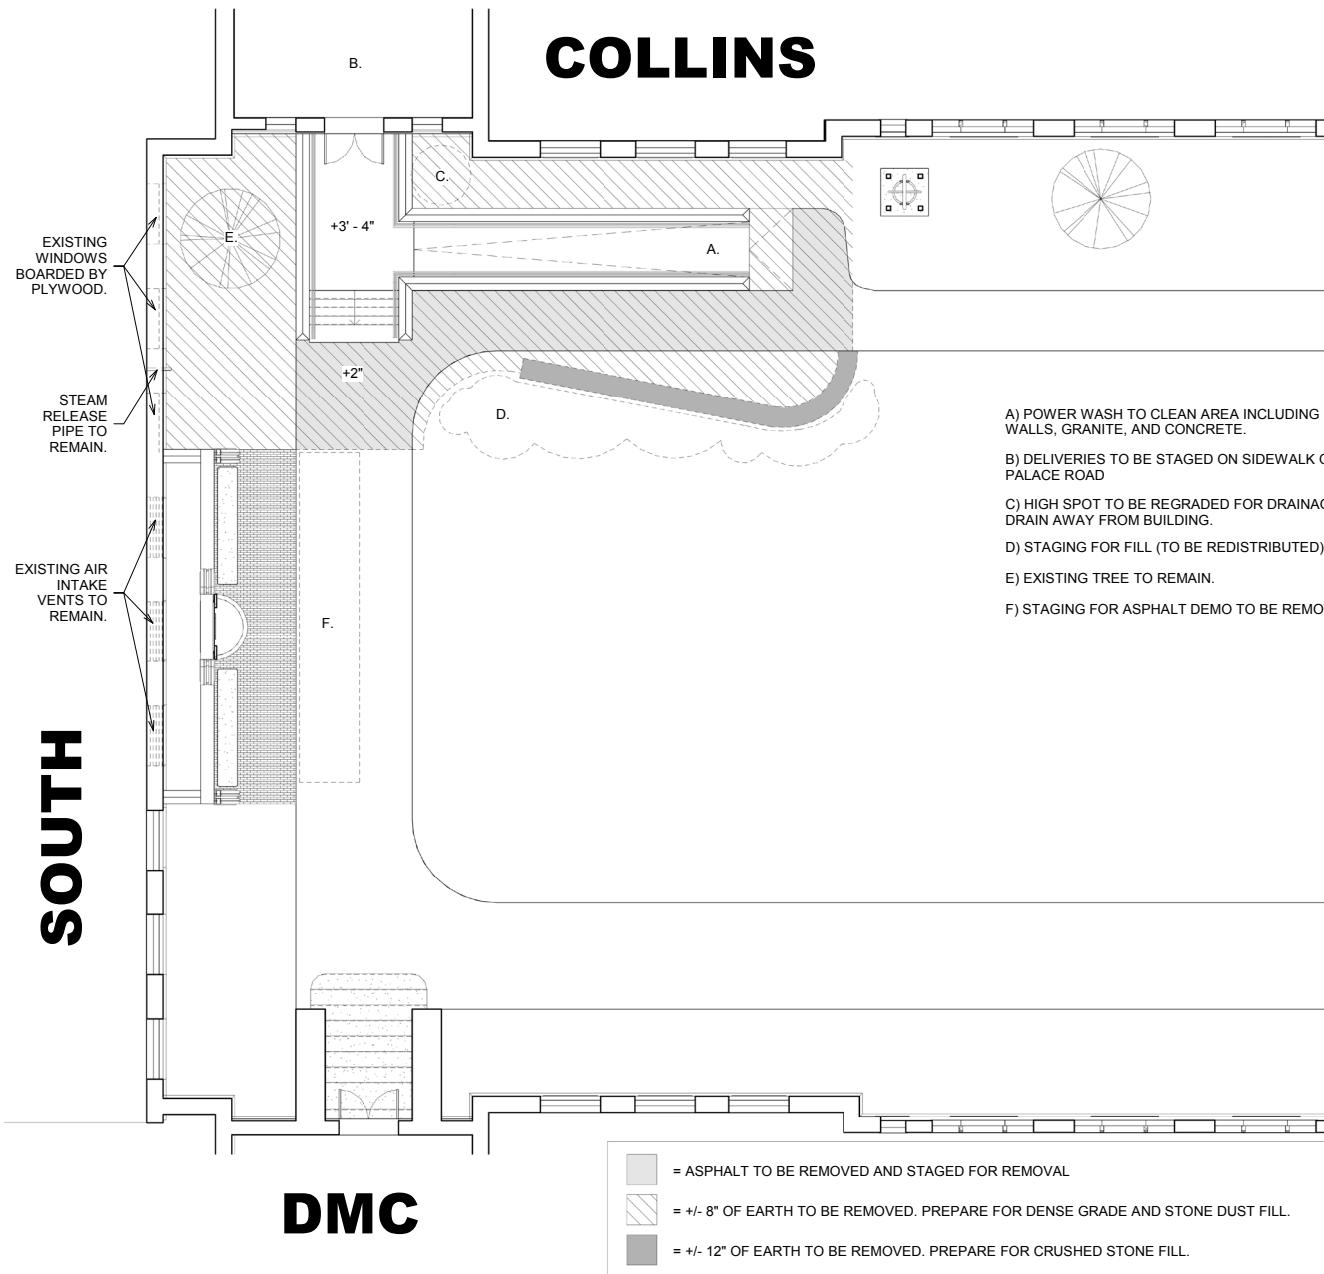 COLLINS
B.
C.
+3' - 4"
E.
A.
EXISTING
WINDOWS
BOARDED BY
PLYWOOD.
+2"
STEAM
RELEASE
PIPE TO
REMAIN.
D.
A) POWER WASH TO CLEAN AREA INCLUDING
WALLS, GRANITE, AND CONCRETE.
B) DELIVERIES TO BE STAGED ON SIDEWALK
PALACE ROAD
C) HIGH SPOT TO BE REGRADED FOR
DRAIN AWAY FROM BUILDING.
D) STAGING FOR FILL (TO BE REDISTRIBUTED)
E) EXISTING TREE TO REMAIN.
F) STAGING FOR ASPHALT DEMO TO BE
EXISTING AIR
INTAKE
VENTS TO
REMAIN.
F.
SOUTH
DMC
= ASPHALT TO BE REMOVED AND STAGED FOR REMOVAL
= +/- 8" OF EARTH TO BE REMOVED. PREPARE FOR DENSE GRADE AND STONE DUST FILL.
= +/- 12" OF EARTH TO BE REMOVED. PREPARE FOR CRUSHED STONE FILL.